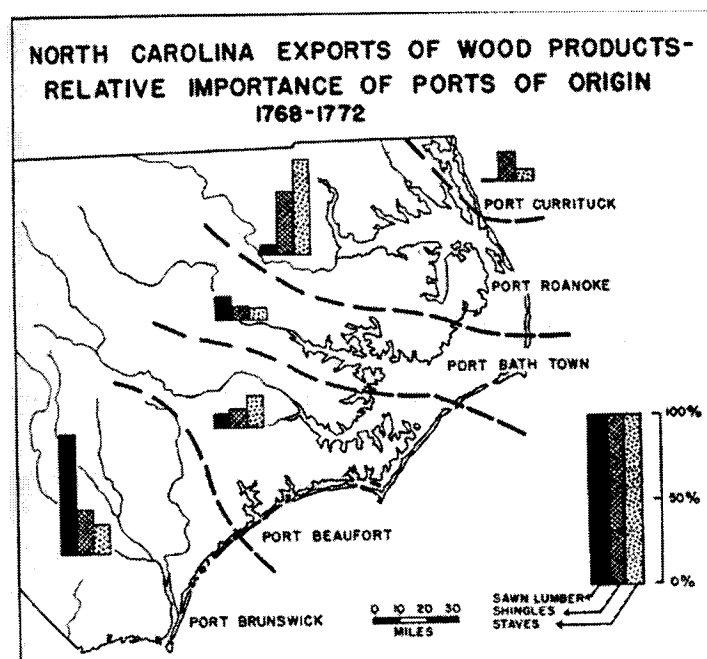 NORTH CAROLINA EXPORTS OF WOOD PRODUCTS-
RELATIVE IMPORTANCE OF PORTS OF ORIGIN
1768-1772
PORT CURRITUCK
PORT ROANOKE
PORT BATH TOWN
PORT BEAUFORT
PORT BRUNSWICK
100%
50%
0%
SAWN LUMBER
SHINGLES
STAVES
0 10 20 30
MILES